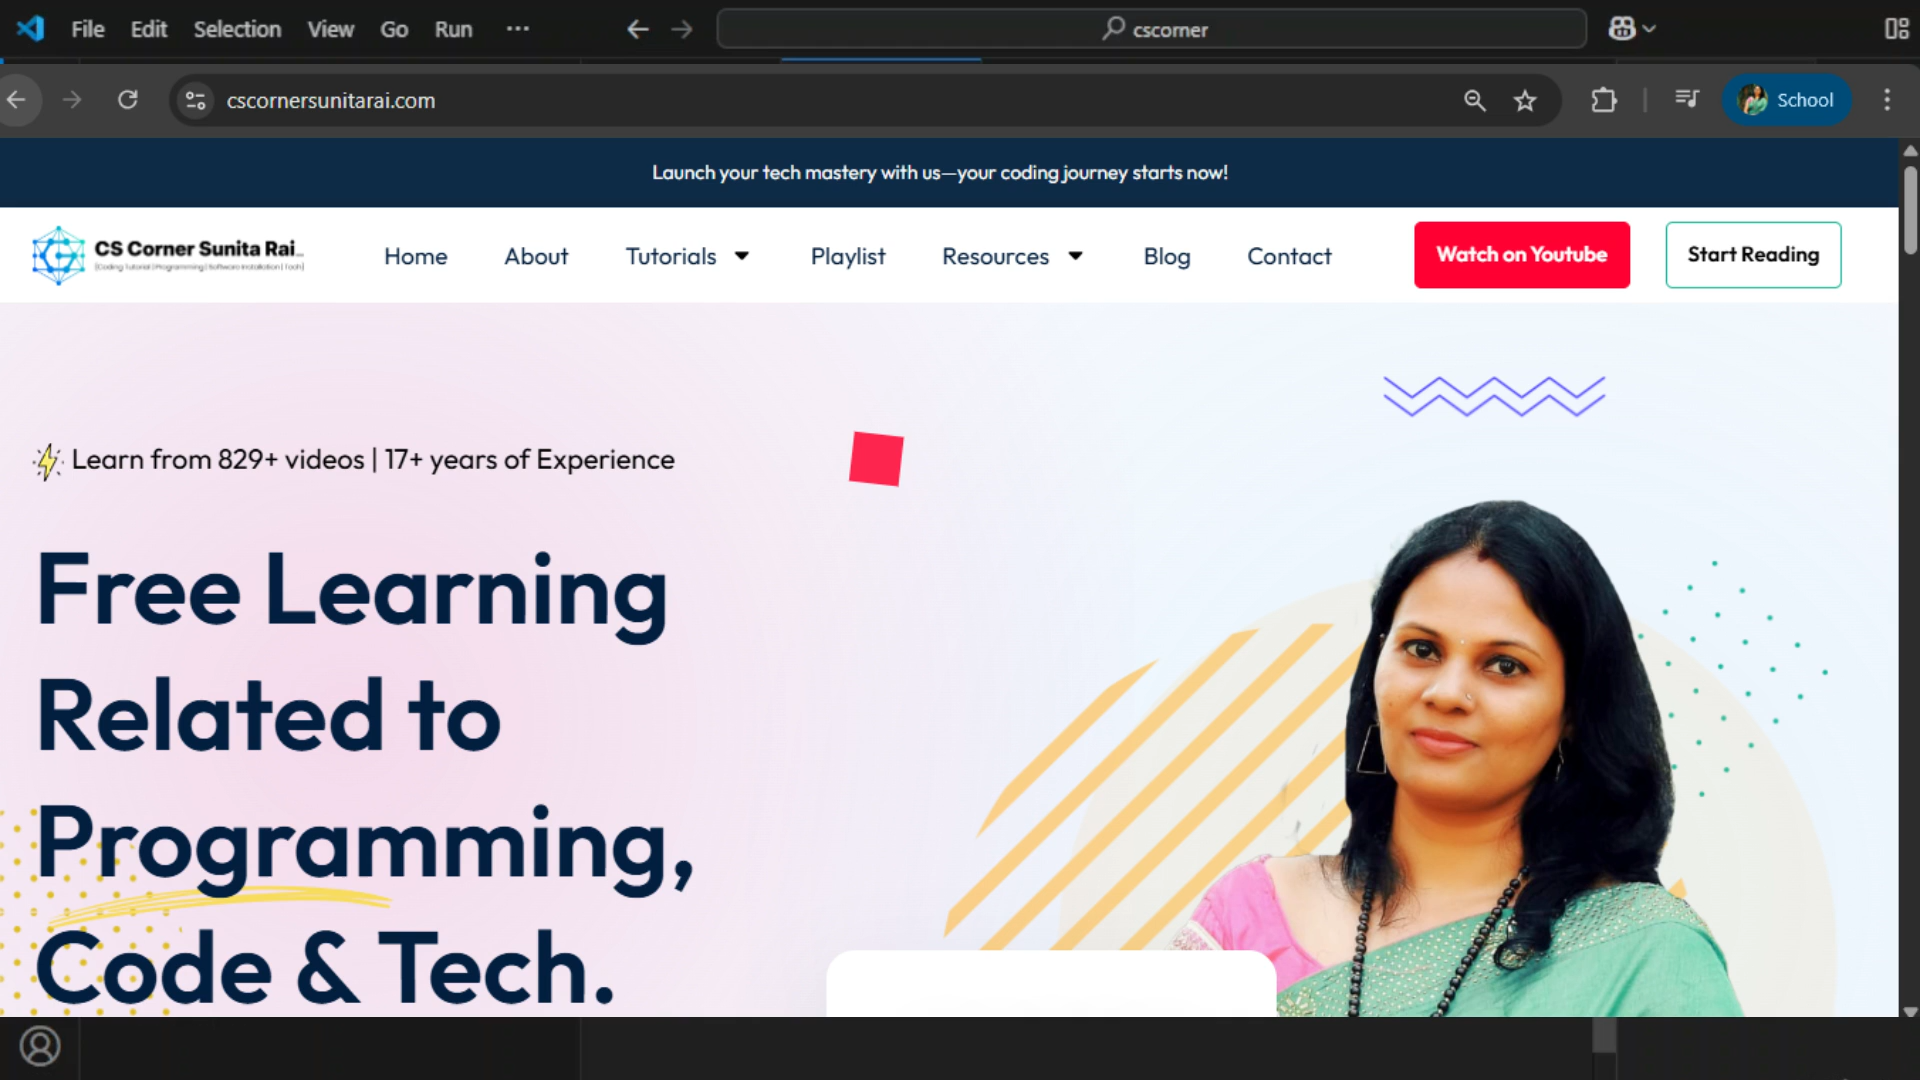 File Edit Selection View Go Run ...
cscorner
cscornersunitarai.com
School
Launch your tech mastery with us—your coding journey starts now!
CS Corner Sunita Rai_
[Coding Tutorial | Programming | Software Installation | Tech]
Home About Tutorials Playlist Resources Blog Contact Watch on Youtube Start Reading
Learn from 829+ videos | 17+ years of Experience
Free Learning
Related to
Programming,
Code & Tech.